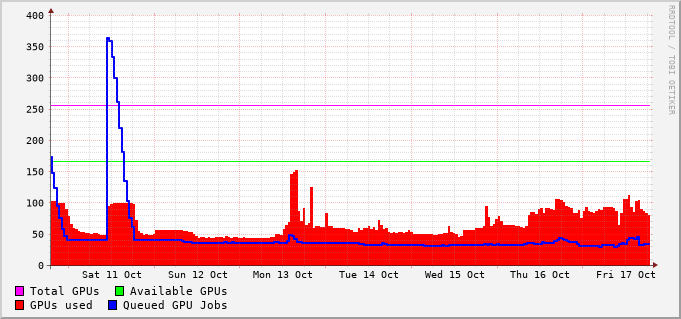 400
350
300
250
200
150
100
50
0
Sat 11 Oct Sun 12 Oct Mon 13 Oct Tue 14 Oct Wed 15 Oct Thu 16 Oct Fri 17 Oct
Total GPUs Available GPUs
GPUs used Queued GPU Jobs
RRDTOOL / TOBI OETIKER